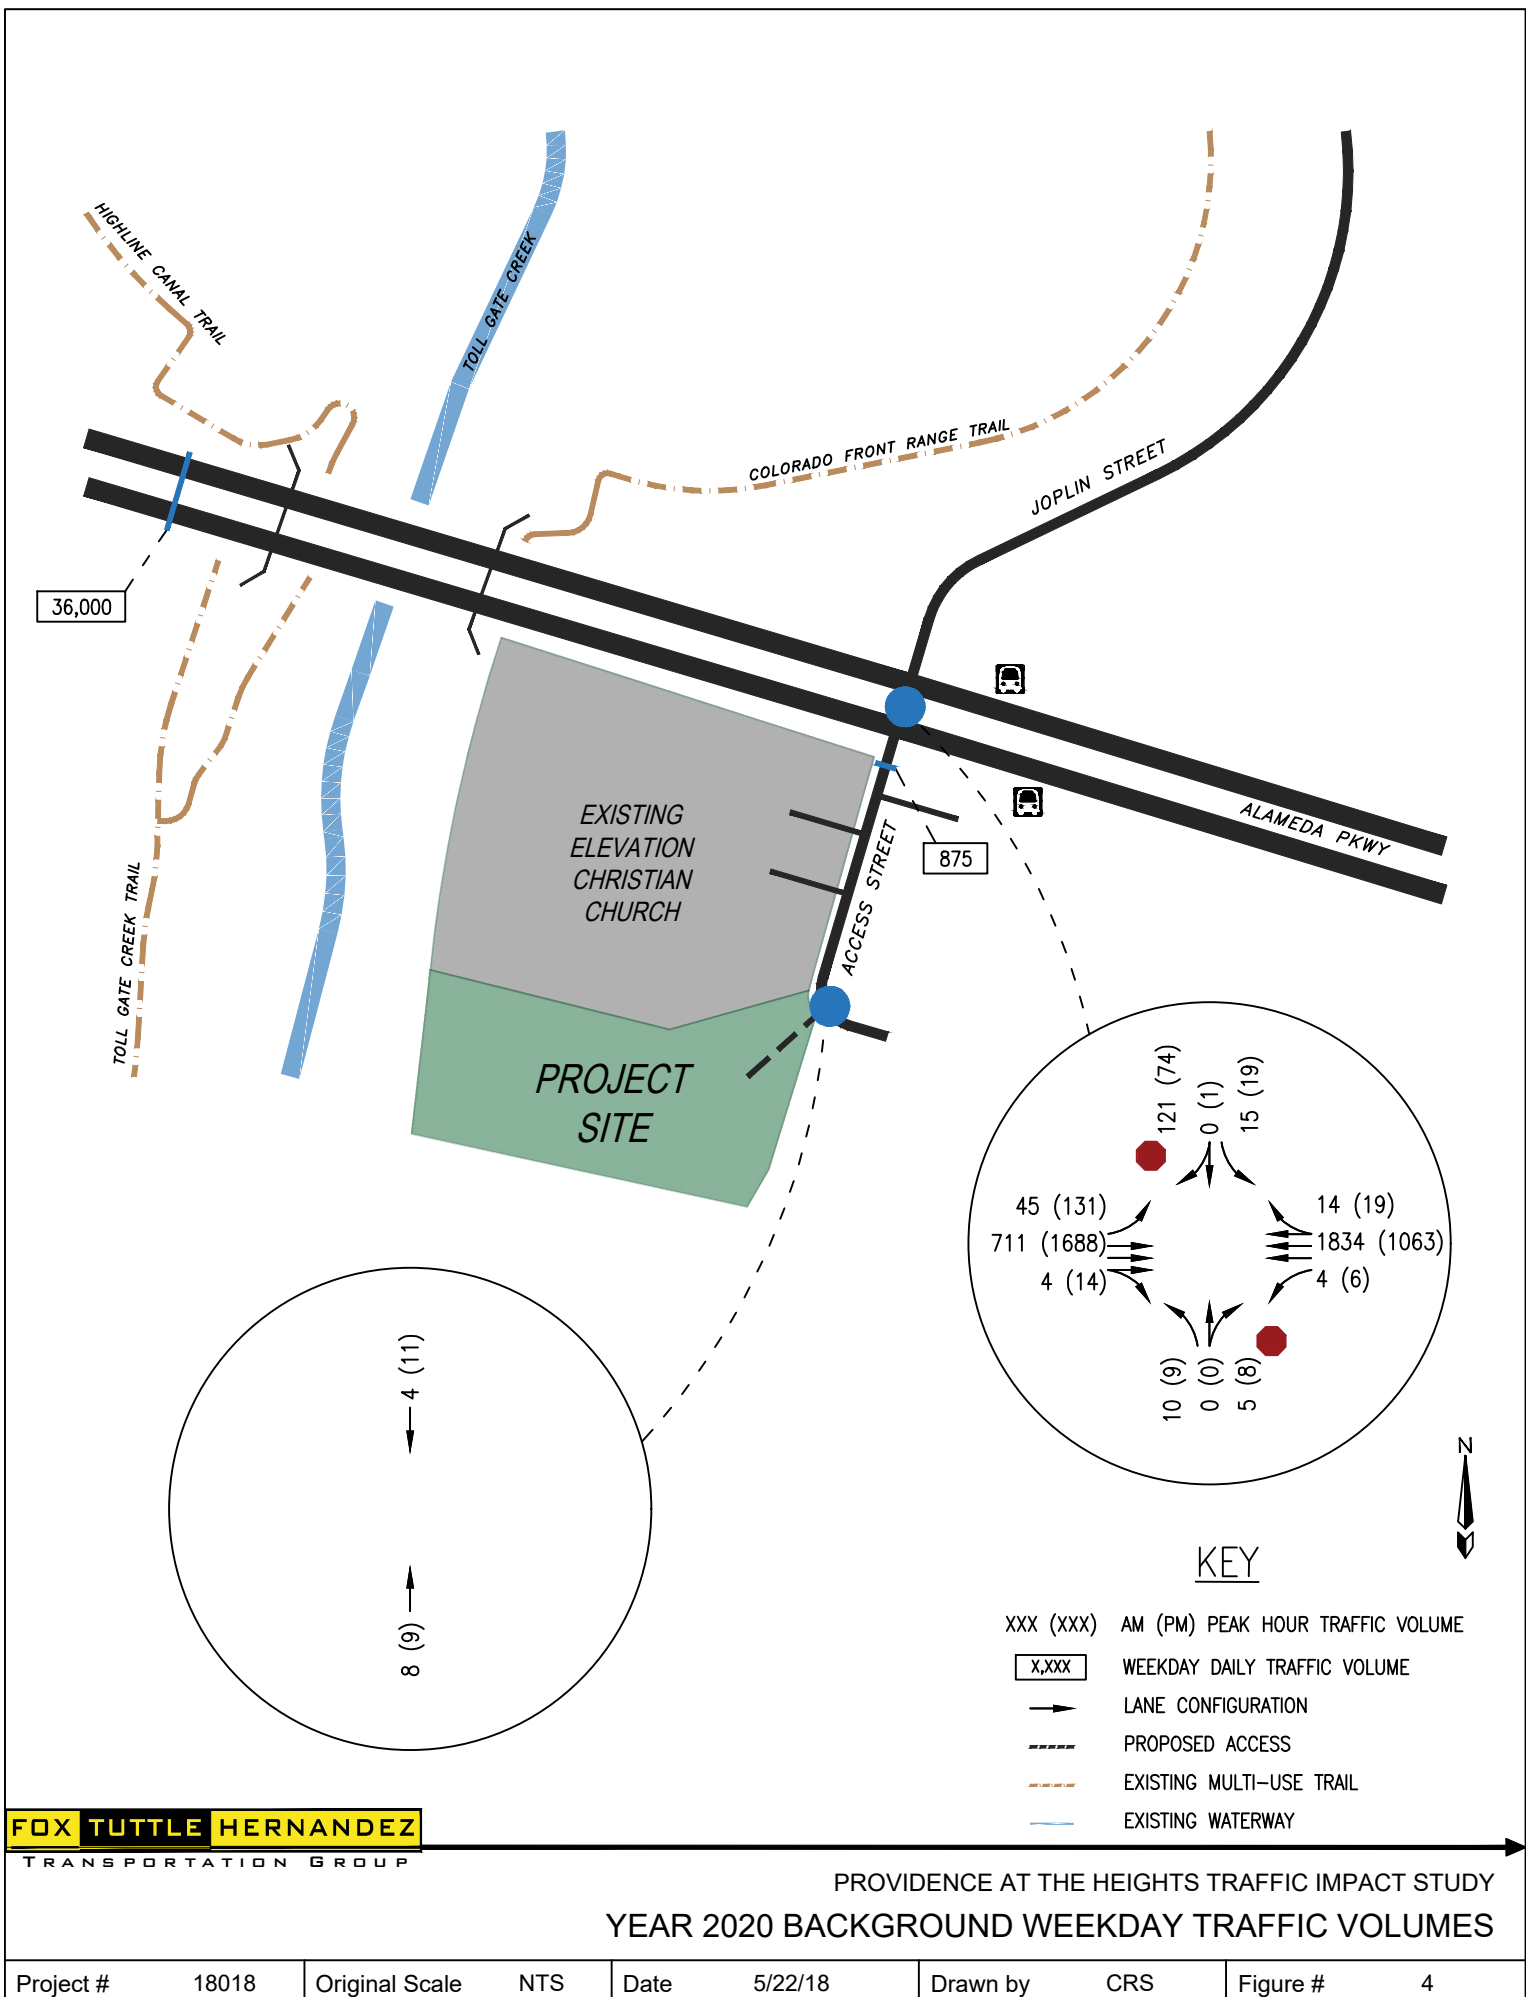 HIGHLINE CANAL TRAIL
TOLL GATE CREEK
COLORADO FRONT RANGE TRAIL
JOPLIN STREET
36,000
EXISTING
ELEVATION
CHRISTIAN
CHURCH
ALAMEDA PKWY
875
ACCESS STREET
TOLL GATE CREEK TRAIL
PROJECT
SITE
121 (74)
0 (1)
15 (19)
45 (131)
711 (1688)
4 (14)
14 (19)
1834 (1063)
4 (6)
10 (9)
0 (0)
5 (8)
4 (11)
8 (9)
N
KEY
XXX (XXX) AM (PM) PEAK HOUR TRAFFIC VOLUME
X,XXX WEEKDAY DAILY TRAFFIC VOLUME
LANE CONFIGURATION
PROPOSED ACCESS
EXISTING MULTI-USE TRAIL
EXISTING WATERWAY
FOX TUTTLE HERNANDEZ
TRANSPORTATION GROUP
PROVIDENCE AT THE HEIGHTS TRAFFIC IMPACT STUDY
YEAR 2020 BACKGROUND WEEKDAY TRAFFIC VOLUMES
Project # 18018 Original Scale NTS Date 5/22/18 Drawn by CRS Figure # 4